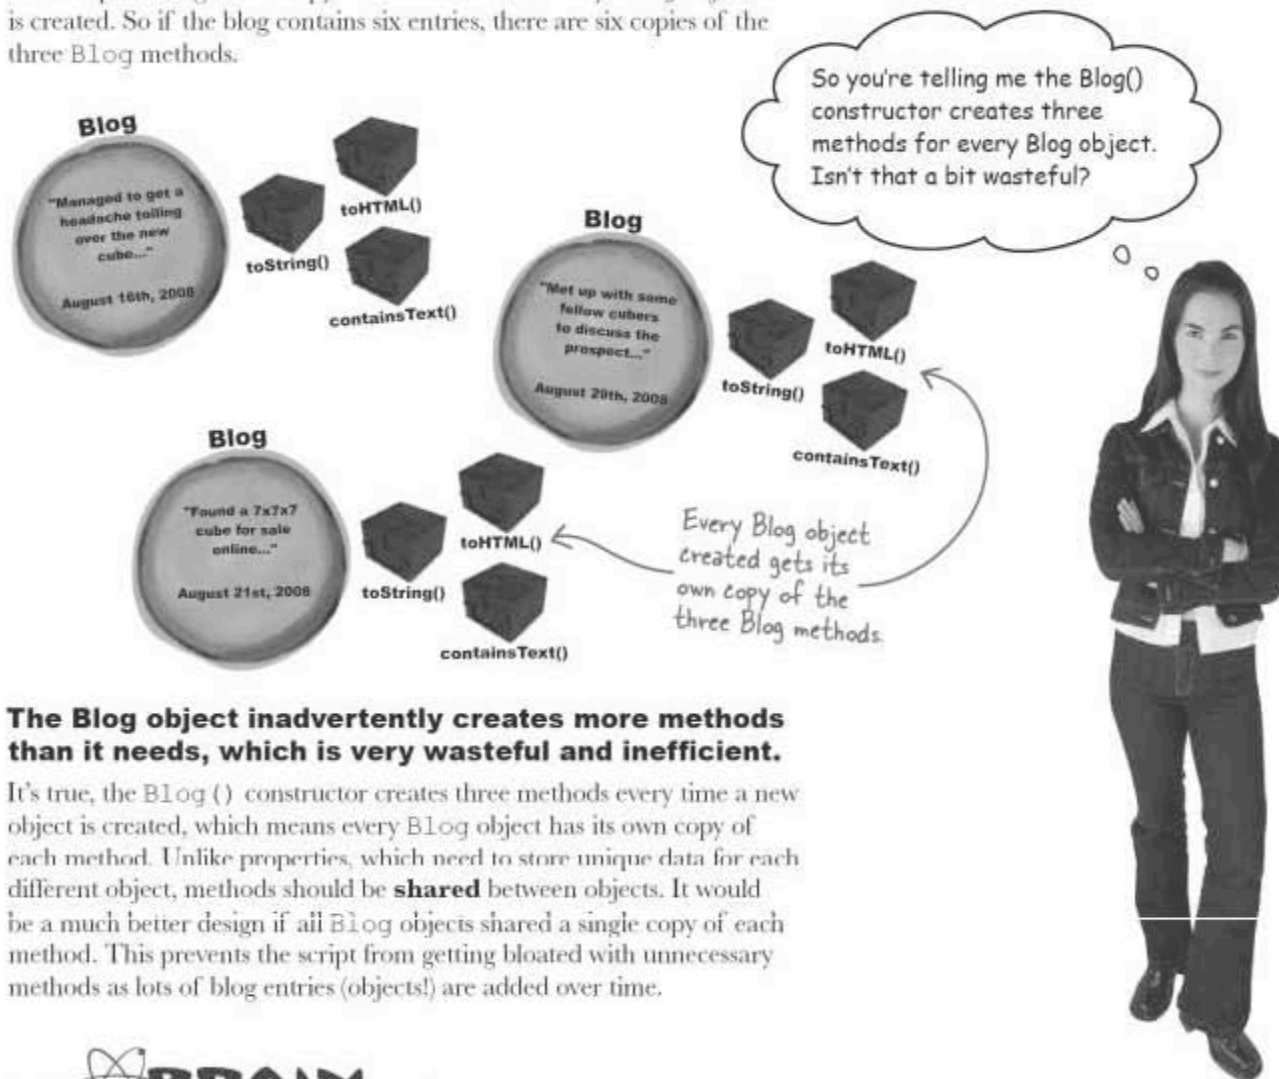 is created. So if the blog contains six entries, there are six copies of the
three Blog methods.
So you're telling me the Blog()
constructor creates three
methods for every Blog object.
Isn't that a bit wasteful?
Blog
"Managed to get a
headache toiling
over the new
cube..."
August 16th, 2008
toHTML()
toString()
containsText()
Blog
"Met up with some
fellow cubers
to discuss the
prospect..."
August 29th, 2008
toHTML()
toString()
containsText()
Blog
"Found a 7x7x7
cube for sale
online..."
August 21st, 2008
toHTML()
toString()
containsText()
Every Blog object
created gets its
own copy of the
three Blog methods.
The Blog object inadvertently creates more methods
than it needs, which is very wasteful and inefficient.
It's true, the Blog() constructor creates three methods every time a new
object is created, which means every Blog object has its own copy of
each method. Unlike properties, which need to store unique data for each
different object, methods should be shared between objects. It would
be a much better design if all Blog objects shared a single copy of each
method. This prevents the script from getting bloated with unnecessary
methods as lots of blog entries (objects!) are added over time.